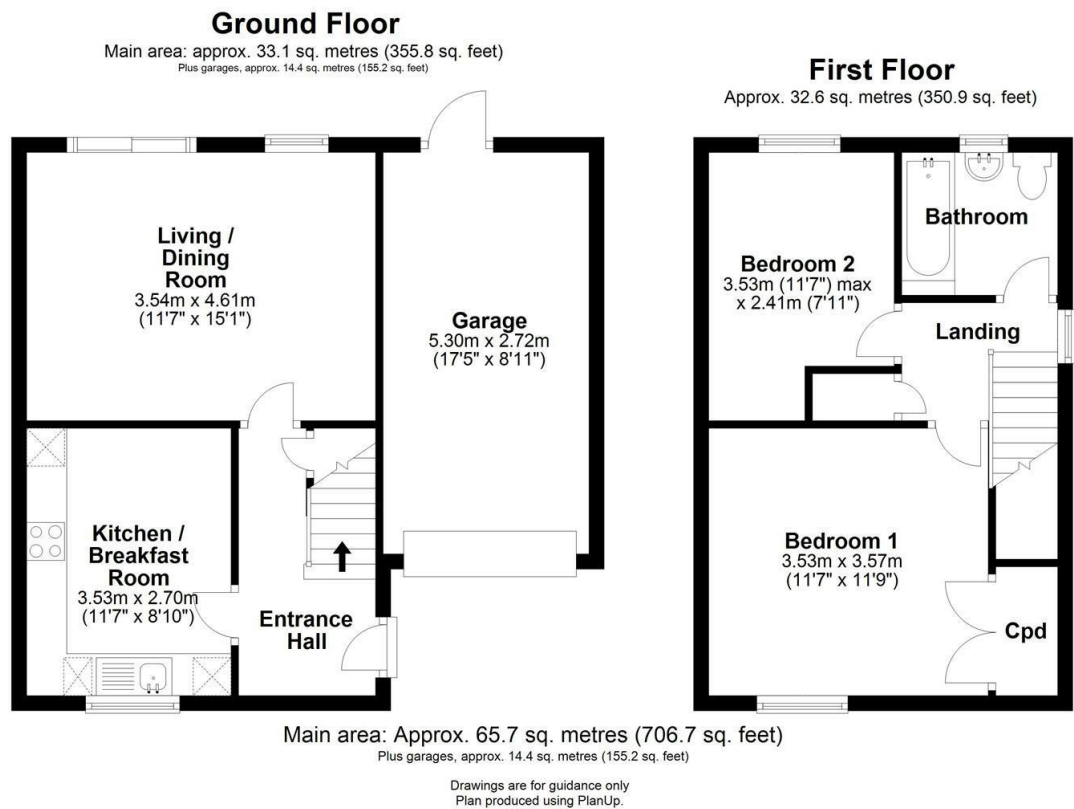 Ground Floor
Main area: approx. 33.1 sq. metres (355.8 sq. feet)
Plus garages, approx. 14.4 sq. metres (155.2 sq. feet)
First Floor
Approx. 32.6 sq. metres (350.9 sq. feet)
Living /
Dining
Room
3.54m x 4.61m
(11'7" x 15'1")
Garage
5.30m x 2.72m
(17'5" x 8'11")
Kitchen /
Breakfast
Room
3.53m x 2.70m
(11'7" x 8'10")
Entrance
Hall
Bedroom 2
3.53m (11'7") max
x 2.41m (7'11")
Bathroom
Landing
Bedroom 1
3.53m x 3.57m
(11'7" x 11'9")
Cpd
Main area: Approx. 65.7 sq. metres (706.7 sq. feet)
Plus garages, approx. 14.4 sq. metres (155.2 sq. feet)
Drawings are for guidance only
Plan produced using PlanUp.